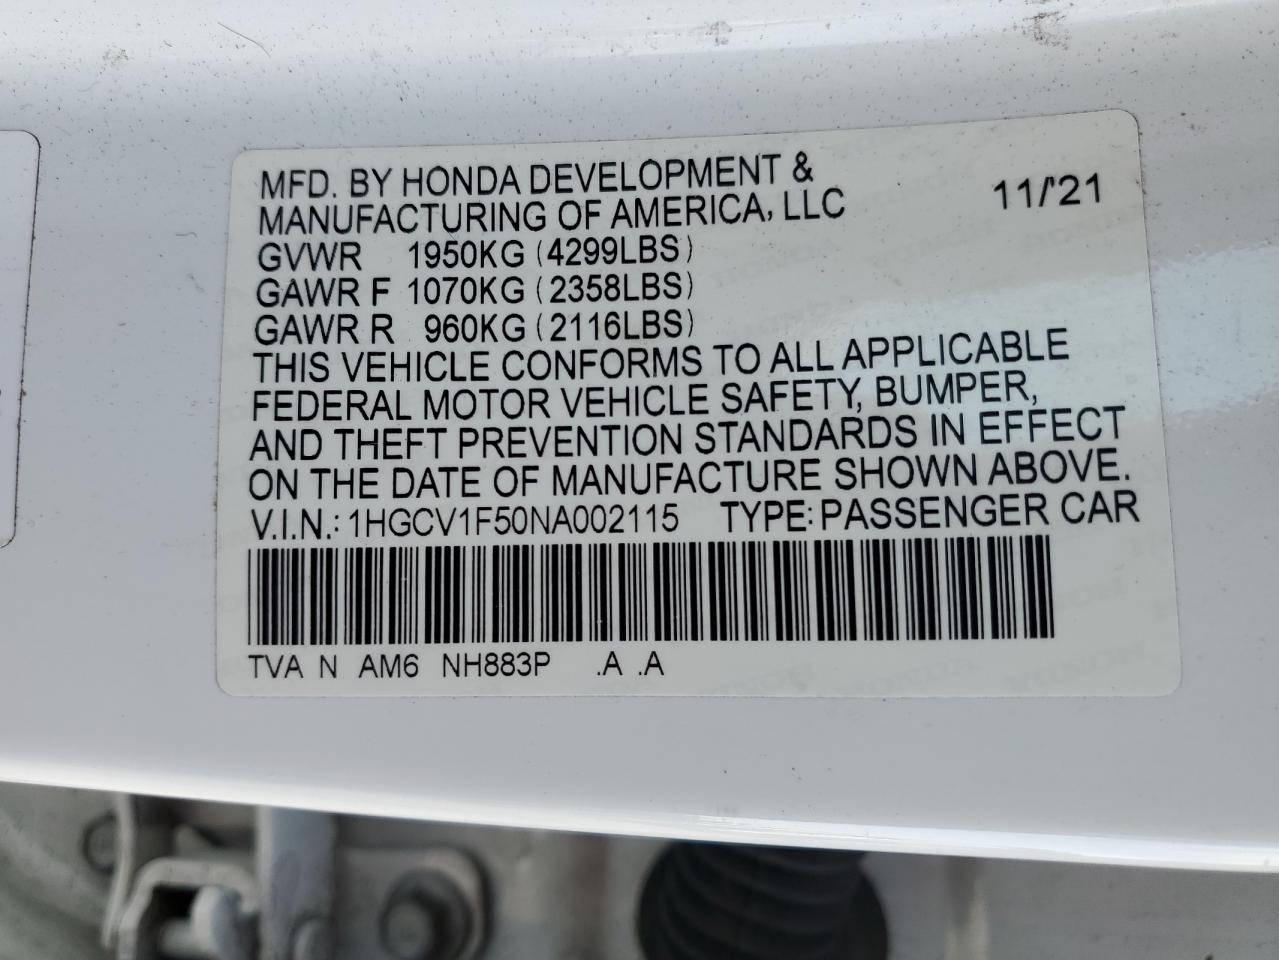 MFD. BY HONDA DEVELOPMENT &
MANUFACTURING OF AMERICA, LLC 11/'21
GVWR 1950KG (4299LBS)
GAWR F 1070KG (2358LBS)
GAWR R 960KG (2116LBS)
THIS VEHICLE CONFORMS TO ALL APPLICABLE
FEDERAL MOTOR VEHICLE SAFETY, BUMPER,
AND THEFT PREVENTION STANDARDS IN EFFECT
ON THE DATE OF MANUFACTURE SHOWN ABOVE.
V.I.N.: 1HGCV1F50NA002115 TYPE: PASSENGER CAR
TVA N AM6 NH883P .A .A